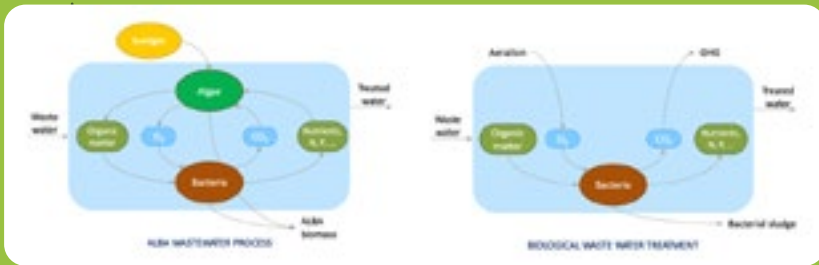 Sunlight
Algae
Waste
water
Organic
matter
O₂
CO₂
Nutrients,
N, P, ...
Treated
water
Bacteria
ALBA
biomass
ALBA WASTEWATER PROCESS
Aeration
GHG
Waste
water
Organic
matter
O₂
CO₂
Nutrients,
N, P, ...
Treated
water
Bacteria
Bacterial sludge
BIOLOGICAL WASTE WATER TREATMENT